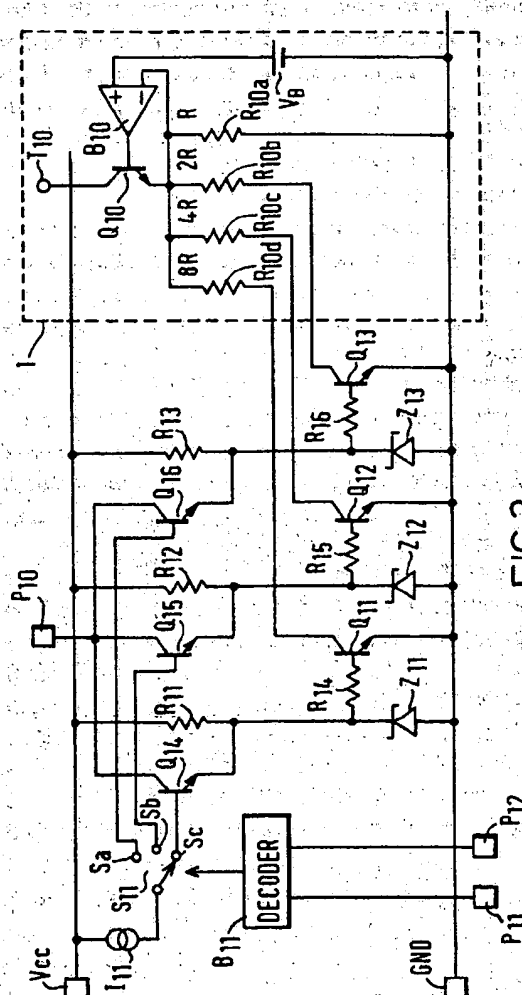 T10
B10
+
−
Q10
8R 4R 2R R
R10d R10c R10b R10a
VB
1
P10
R11 R12 R13
Q14 Q15 Q16
Sa
Sb
Sc
S11
I11
Vcc
R14 R15 R16
Q11 Q12 Q13
Z11 Z12 Z13
DECODER
B11
P11 P12
GND